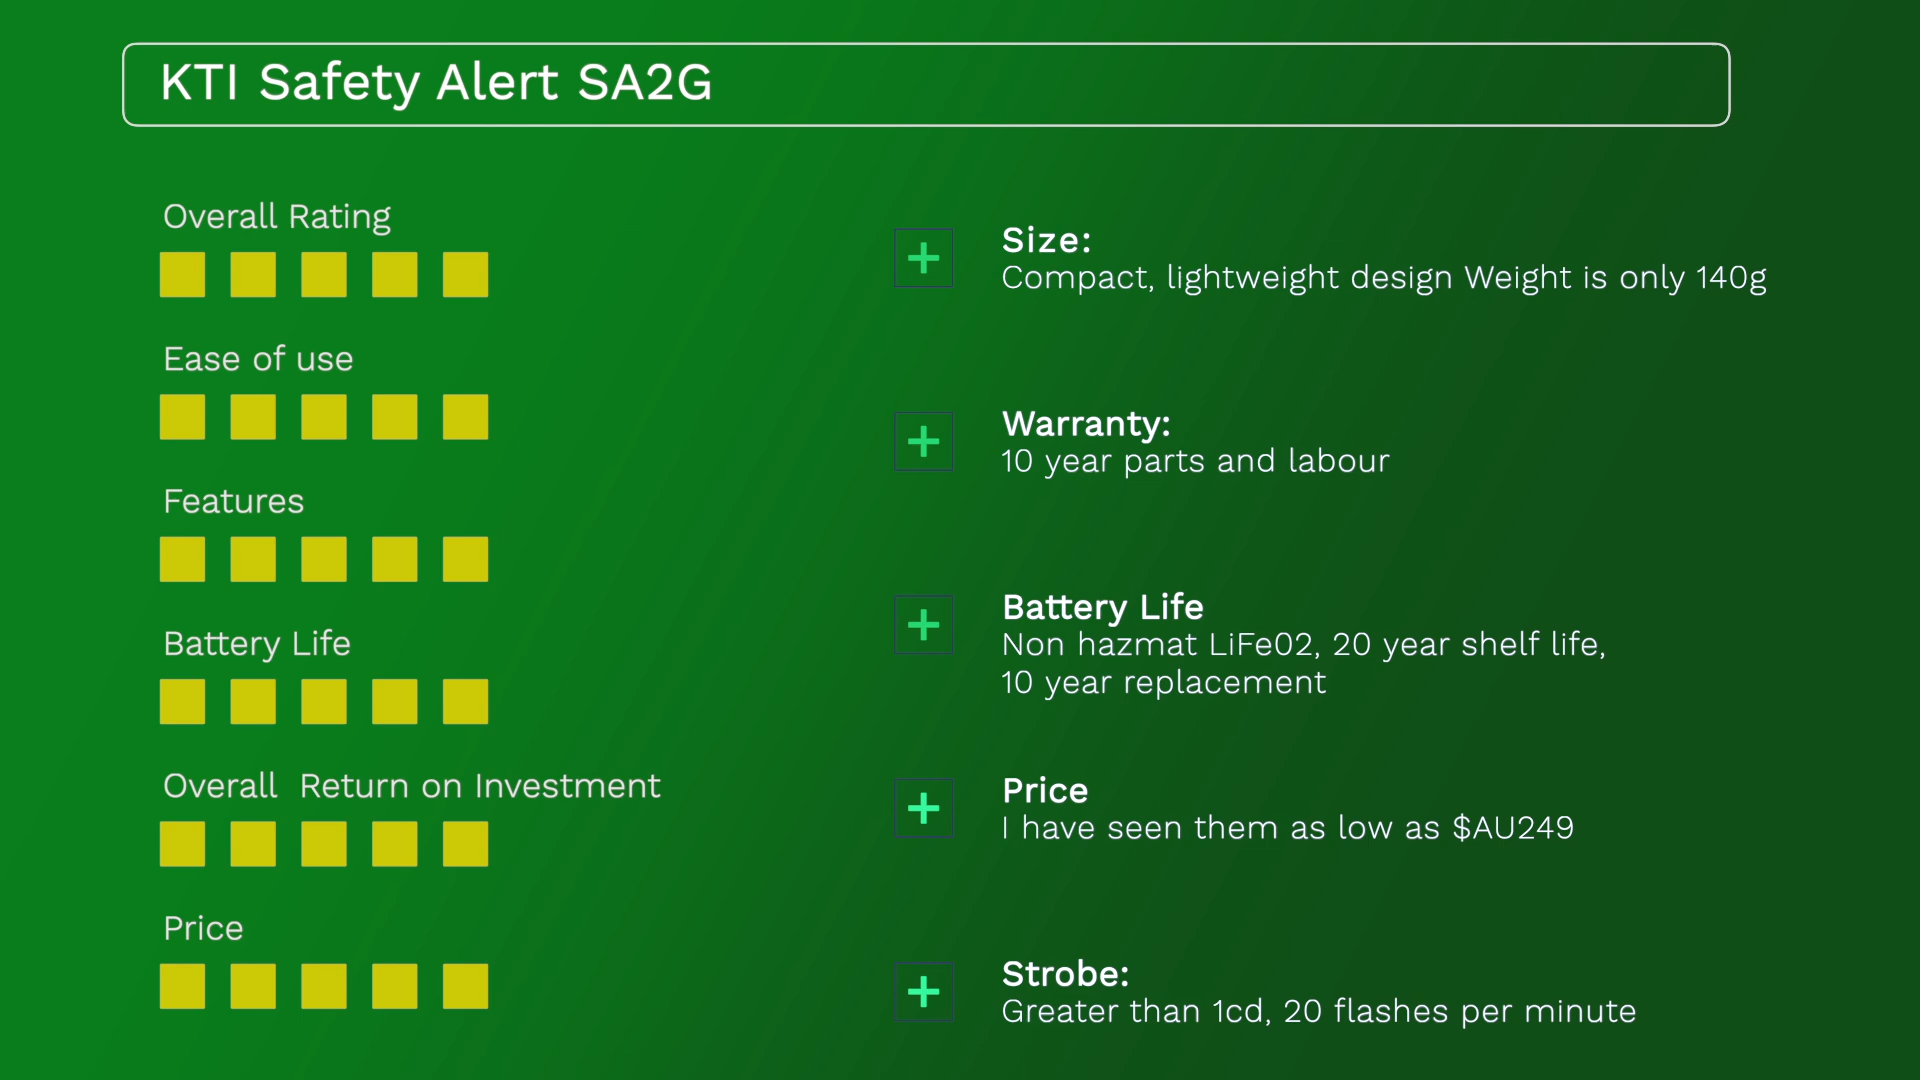 KTI Safety Alert SA2G
Overall Rating
Ease of use
Features
Battery Life
Overall  Return on Investment
Price
Size:
Compact, lightweight design Weight is only 140g
Warranty:
10 year parts and labour
Battery Life
Non hazmat LiFe02, 20 year shelf life,
10 year replacement
Price
I have seen them as low as $AU249
Strobe:
Greater than 1cd, 20 flashes per minute